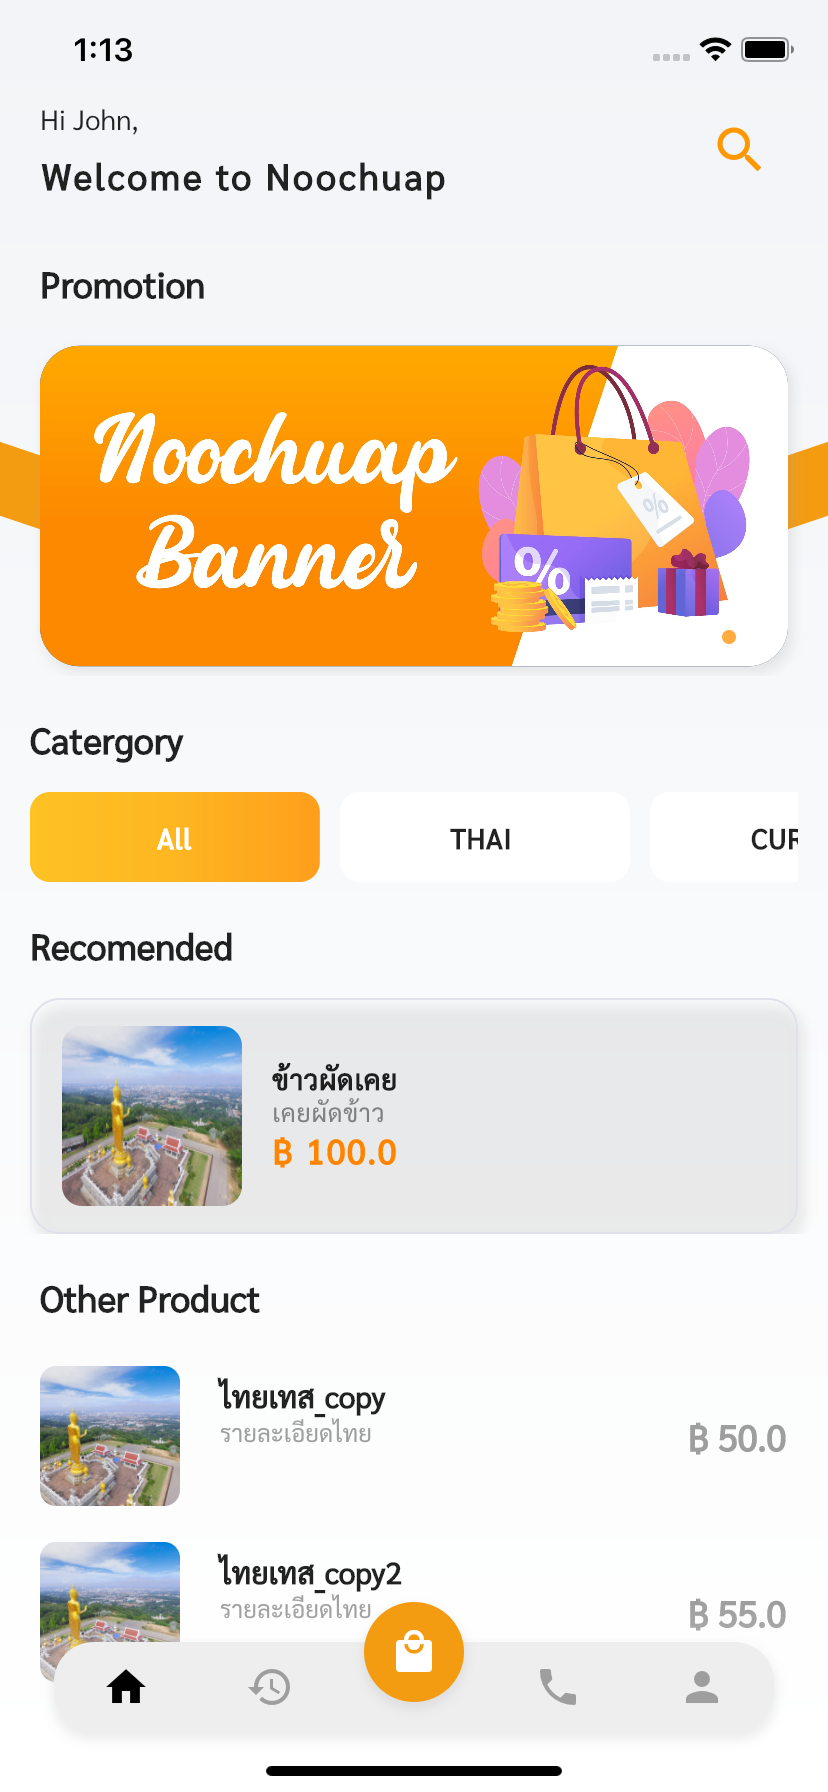 1:13
Hi John,
Welcome to Noochuap
Promotion
Noochuap
Banner
%
%
Catergory
All
THAI
CUR
Recomended
ข้าวผัดเคย
เคยผัดข้าว
฿ 100.0
Other Product
ไทยเทส_copy
รายละเอียดไทย
฿ 50.0
ไทยเทส_copy2
รายละเอียดไทย
฿ 55.0